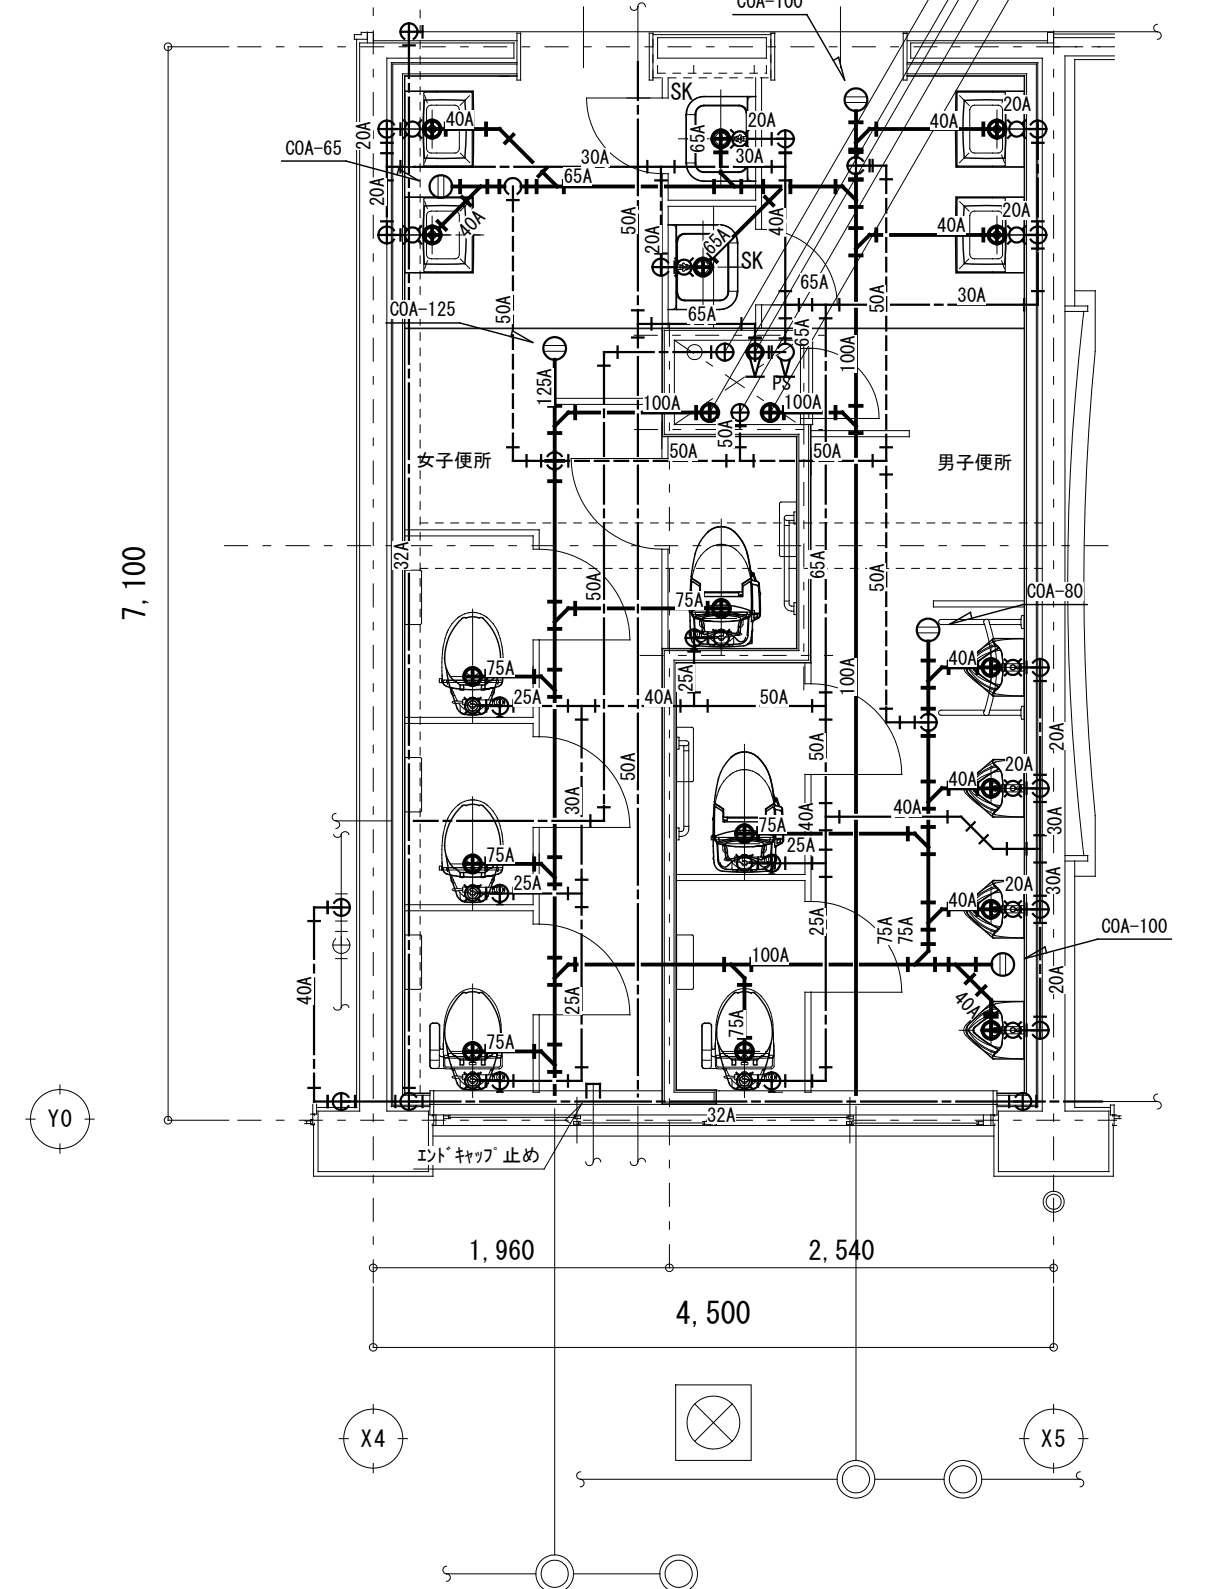 COA-100
SK
20A
20A
40A
20A
65A
40A
COA-65
30A
30A
65A
20A
40A
50A
20A
65A
40A
40A
20A
SK
65A
50A
30A
COA-125
50A
65A
65A
100A
125A
PS
100A
100A
50A
50A
50A
女子便所
男子便所
32A
7,100
50A
65A
50A
75A
COA-80
40A
75A
25A
25A
40A
50A
100A
20A
50A
50A
20A
40A
30A
40A
40A
30A
75A
75A
25A
25A
30A
20A
40A
25A
75A
75A
COA-100
100A
40A
25A
20A
40A
75A
75A
Y0
32A
エンドキャップ止め
1,960
2,540
4,500
X4
X5